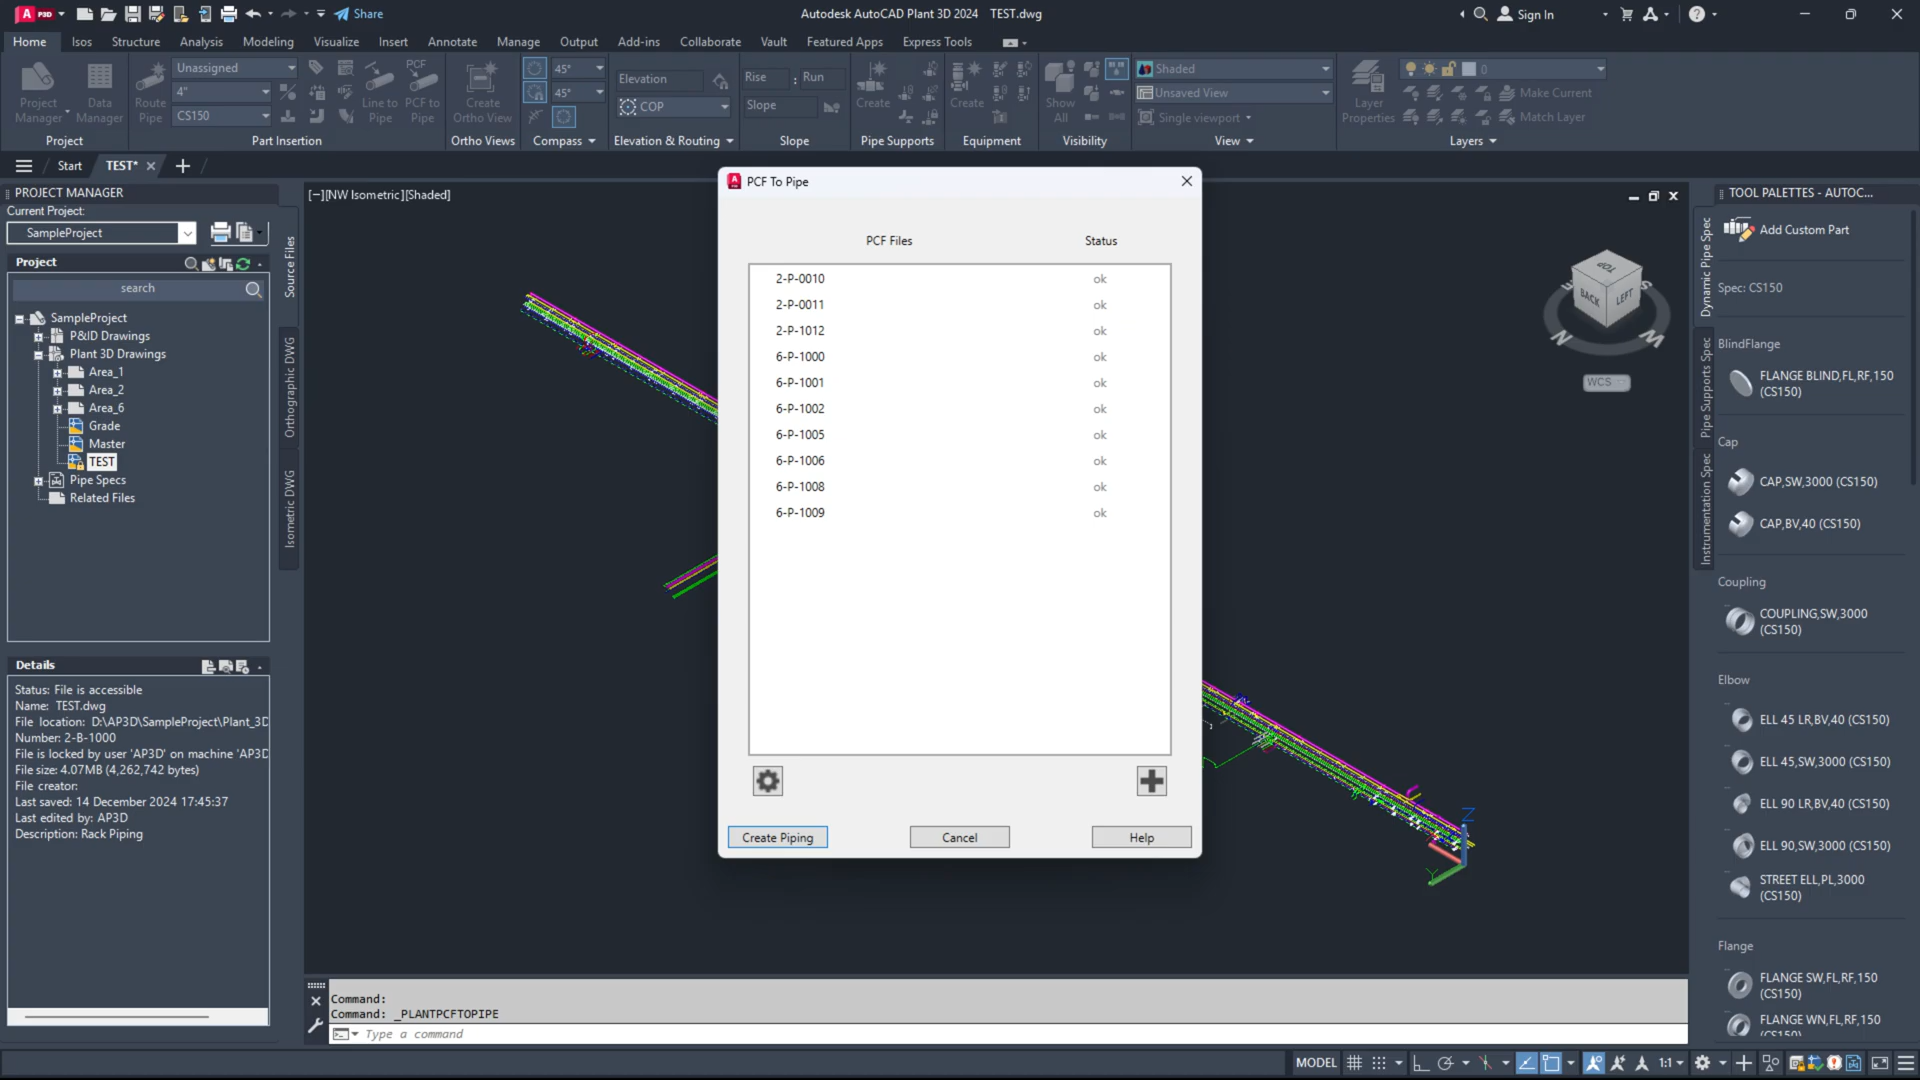 P3D
Share
Autodesk AutoCAD Plant 3D 2024 TEST.dwg
Sign In
Home Isos Structure Analysis Modeling Visualize Insert Annotate Manage Output Add-ins Collaborate Vault Featured Apps Express Tools
Project
Manager
Data
Manager
Project
Route
Pipe
Unassigned
4"
CS150
Line to
Pipe
PCF
PCF to
Pipe
Part Insertion
Create
Ortho View
Ortho Views
45°
45°
Compass
Elevation
COP
Elevation & Routing
Rise : Run
Slope
Slope
Create
Pipe Supports
Create
Equipment
Show
All
Visibility
Shaded
Unsaved View
Single viewport
View
Layer
Properties
0
Make Current
Match Layer
Layers
Start
TEST*
PROJECT MANAGER
Current Project:
SampleProject
Project
search
SampleProject
P&ID Drawings
Plant 3D Drawings
Area_1
Area_2
Area_6
Grade
Master
TEST
Pipe Specs
Related Files
Source Files
Orthographic DWG
Isometric DWG
Details
Status: File is accessible
Name: TEST.dwg
File location: D:\AP3D\SampleProject\Plant_3D
Number: 2-B-1000
File is locked by user 'AP3D' on machine 'AP3D
File size: 4.07MB (4,262,742 bytes)
File creator:
Last saved: 14 December 2024 17:45:37
Last edited by: AP3D
Description: Rack Piping
[−][NW Isometric][Shaded]
PCF To Pipe
PCF Files Status
2-P-0010 ok
2-P-0011 ok
2-P-1012 ok
6-P-1000 ok
6-P-1001 ok
6-P-1002 ok
6-P-1005 ok
6-P-1006 ok
6-P-1008 ok
6-P-1009 ok
Create Piping
Cancel
Help
TOP
BACK
LEFT
WCS
Z
Y
Command:
Command: _PLANTPCFTOPIPE
Type a command
TOOL PALETTES - AUTOC...
Dynamic Pipe Spec
Pipe Supports Spec
Instrumentation Spec
Add Custom Part
Spec: CS150
BlindFlange
FLANGE BLIND,FL,RF,150
(CS150)
Cap
CAP,SW,3000 (CS150)
CAP,BV,40 (CS150)
Coupling
COUPLING,SW,3000
(CS150)
Elbow
ELL 45 LR,BV,40 (CS150)
ELL 45,SW,3000 (CS150)
ELL 90 LR,BV,40 (CS150)
ELL 90,SW,3000 (CS150)
STREET ELL,PL,3000
(CS150)
Flange
FLANGE SW,FL,RF,150
(CS150)
FLANGE WN,FL,RF,150
(CS150)
MODEL
1:1